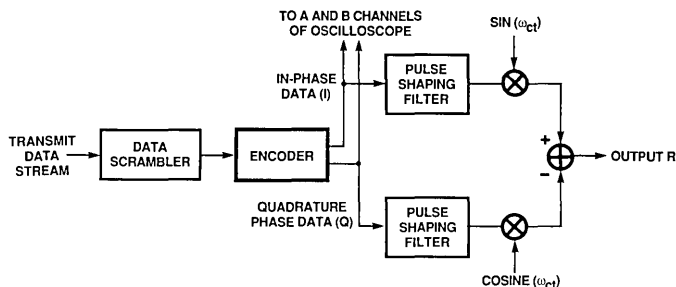 TO A AND B CHANNELS
OF OSCILLOSCOPE
SIN (ωct)
IN-PHASE
DATA (I)
PULSE
SHAPING
FILTER
TRANSMIT
DATA
STREAM
DATA
SCRAMBLER
ENCODER
+
−
OUTPUT R
QUADRATURE
PHASE DATA (Q)
PULSE
SHAPING
FILTER
COSINE (ωct)